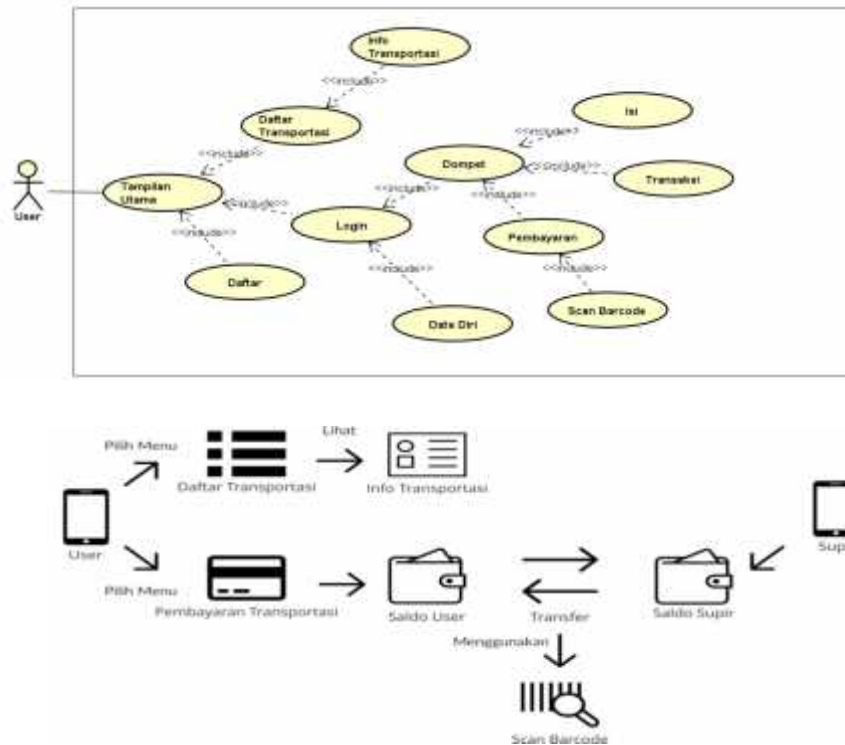 Info
Transportasi
<<include>>
Daftar
Transportasi
Isi
<<include>>
<<include>>
Dompet
<<include>>
Transaksi
Tampilan
Utama
<<include>>
<<include>>
<<include>>
User
Login
Pembayaran
<<include>>
<<include>>
<<include>>
Daftar
Data Diri
Scan Barcode
Lihat
Pilih Menu
Daftar Transportasi
Info Transportasi
User
Pilih Menu
Pembayaran Transportasi
Saldo User
Transfer
Saldo Supir
Menggunakan
Scan Barcode